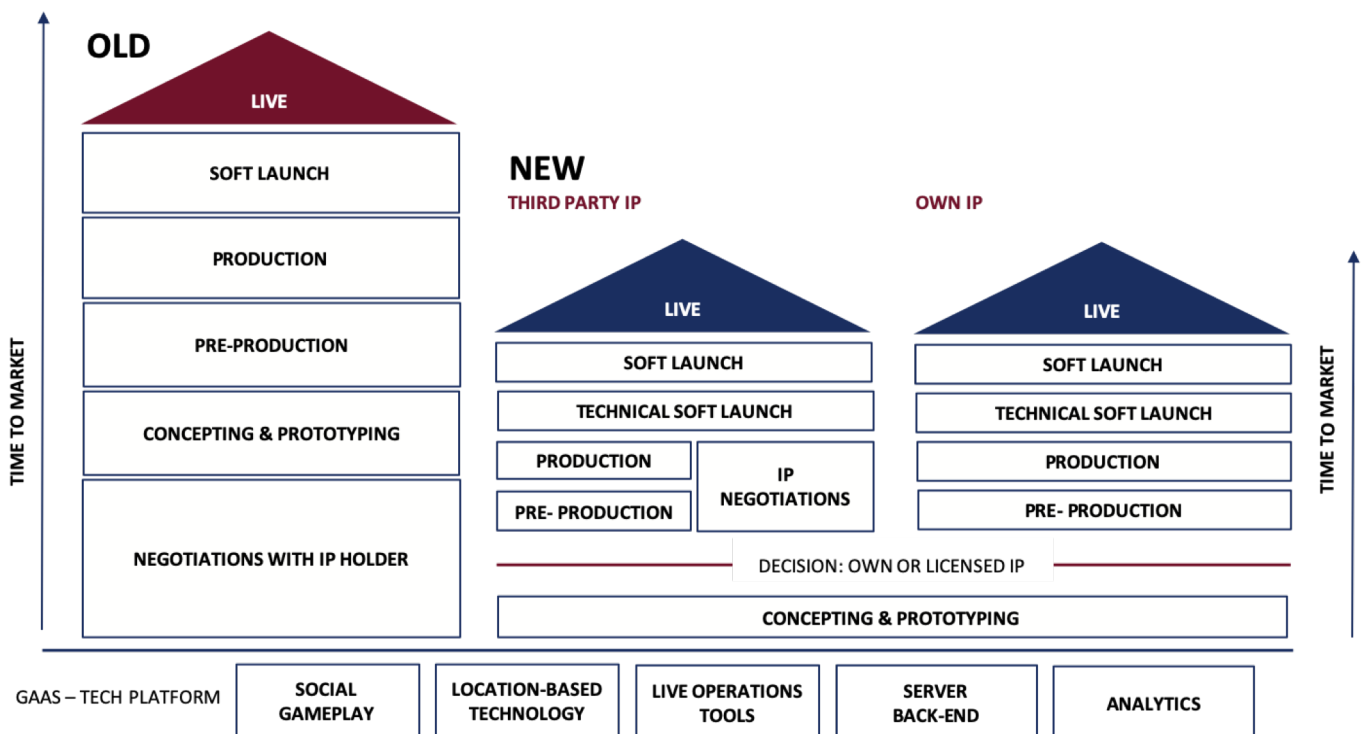 TIME TO MARKET
OLD
LIVE
SOFT LAUNCH
PRODUCTION
PRE-PRODUCTION
CONCEPTING & PROTOTYPING
NEGOTIATIONS WITH IP HOLDER
NEW
THIRD PARTY IP
LIVE
SOFT LAUNCH
TECHNICAL SOFT LAUNCH
PRODUCTION
PRE- PRODUCTION
IP
NEGOTIATIONS
OWN IP
LIVE
SOFT LAUNCH
TECHNICAL SOFT LAUNCH
PRODUCTION
PRE- PRODUCTION
TIME TO MARKET
DECISION: OWN OR LICENSED IP
CONCEPTING & PROTOTYPING
GAAS – TECH PLATFORM
SOCIAL
GAMEPLAY
LOCATION-BASED
TECHNOLOGY
LIVE OPERATIONS
TOOLS
SERVER
BACK-END
ANALYTICS